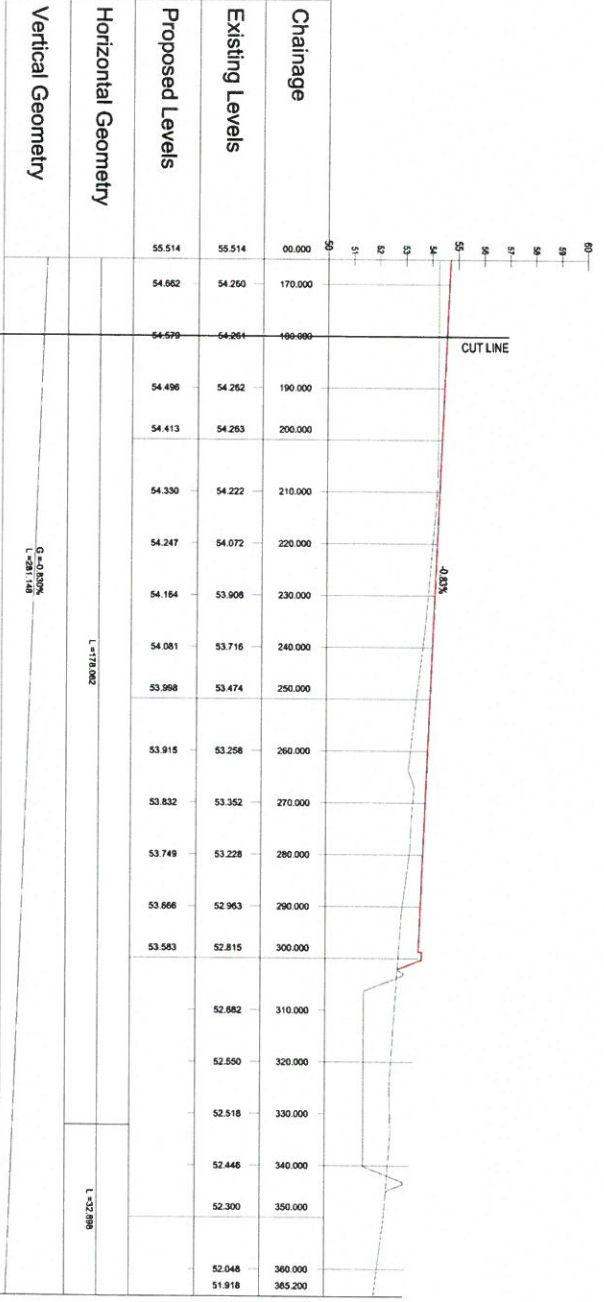 60
59
58
57
56
55
54
53
52
51
50
CUT LINE
-0.83%
Chainage 00.000 170.000 180.000 190.000 200.000 210.000 220.000 230.000 240.000 250.000 260.000 270.000 280.000 290.000 300.000 310.000 320.000 330.000 340.000 350.000 360.000 365.200
Existing Levels 55.514 54.260 54.261 54.262 54.263 54.222 54.072 53.906 53.716 53.474 53.258 53.352 53.228 52.963 52.815 52.682 52.550 52.518 52.446 52.300 52.048 51.918
Proposed Levels 55.514 54.662 54.579 54.496 54.413 54.330 54.247 54.164 54.081 53.998 53.915 53.832 53.749 53.666 53.583
Horizontal Geometry L =178.062 L =32.898
Vertical Geometry G =-0.830%
L =281.148